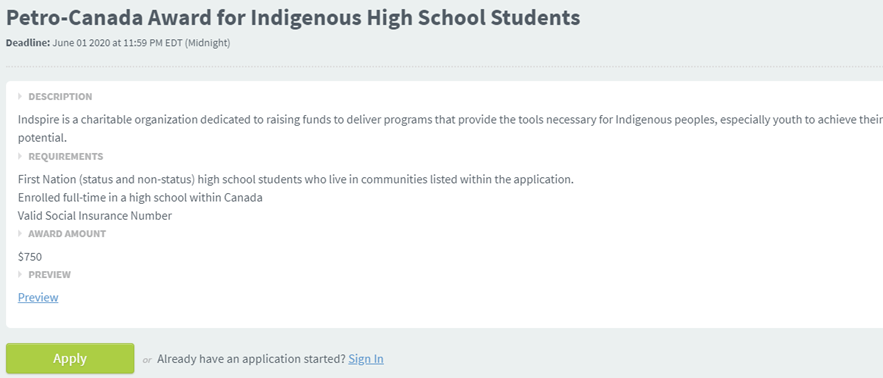 Petro-Canada Award for Indigenous High School Students
Deadline: June 01 2020 at 11:59 PM EDT (Midnight)
DESCRIPTION
Indspire is a charitable organization dedicated to raising funds to deliver programs that provide the tools necessary for Indigenous peoples, especially youth to achieve their
potential.
REQUIREMENTS
First Nation (status and non-status) high school students who live in communities listed within the application.
Enrolled full-time in a high school within Canada
Valid Social Insurance Number
AWARD AMOUNT
$750
PREVIEW
Preview
Apply or Already have an application started? Sign In